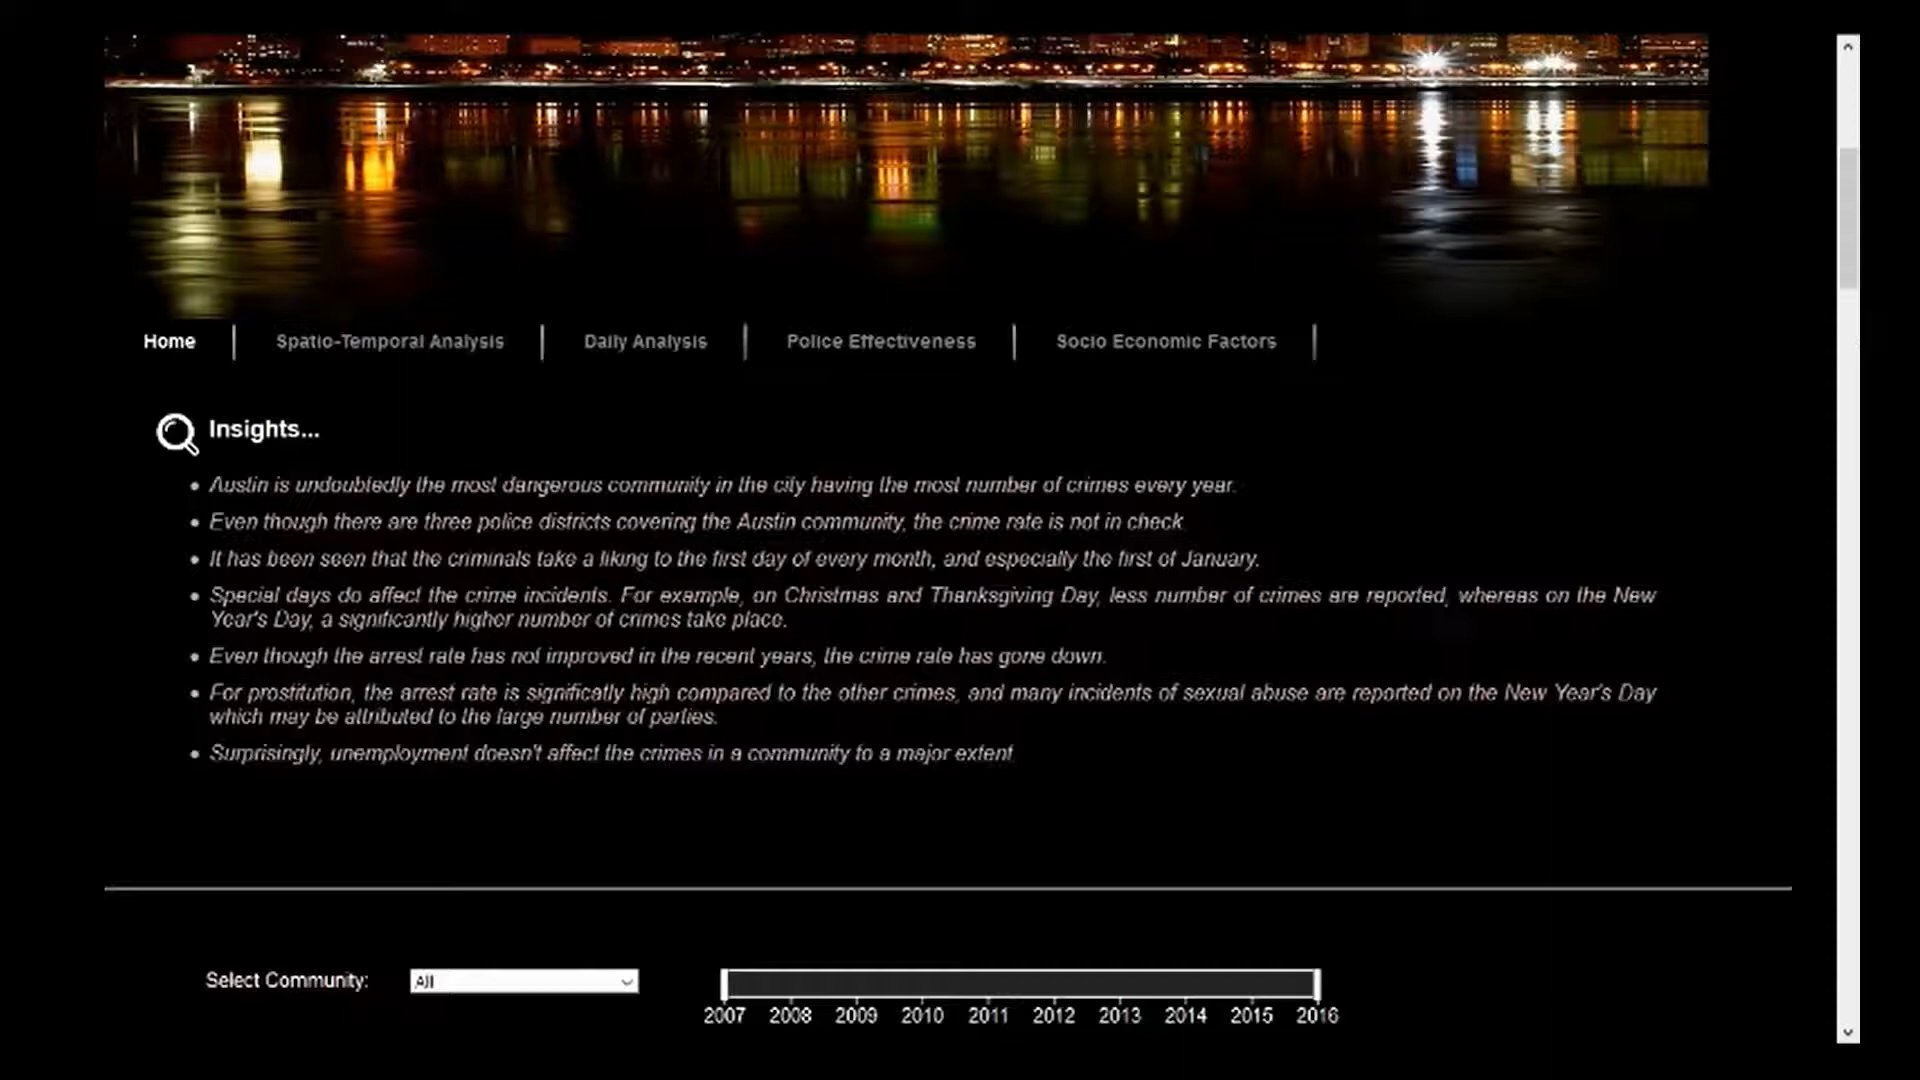 Home
Spatio-Temporal Analysis
Daily Analysis
Police Effectiveness
Socio Economic Factors
Insights...
Austin is undoubtedly the most dangerous community in the city having the most number of crimes every year.
Even though there are three police districts covering the Austin community, the crime rate is not in check
It has been seen that the criminals take a liking to the first day of every month, and especially the first of January.
Special days do affect the crime incidents. For example, on Christmas and Thanksgiving Day, less number of crimes are reported, whereas on the New
Year's Day, a significantly higher number of crimes take place.
Even though the arrest rate has not improved in the recent years, the crime rate has gone down.
For prostitution, the arrest rate is significatly high compared to the other crimes, and many incidents of sexual abuse are reported on the New Year's Day
which may be attributed to the large number of parties.
Surprisingly, unemployment doesn't affect the crimes in a community to a major extent
Select Community:
All
2007 2008 2009 2010 2011 2012 2013 2014 2015 2016